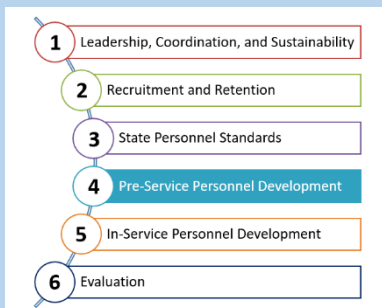 1 Leadership, Coordination, and Sustainability
2 Recruitment and Retention
3 State Personnel Standards
4 Pre-Service Personnel Development
5 In-Service Personnel Development
6 Evaluation